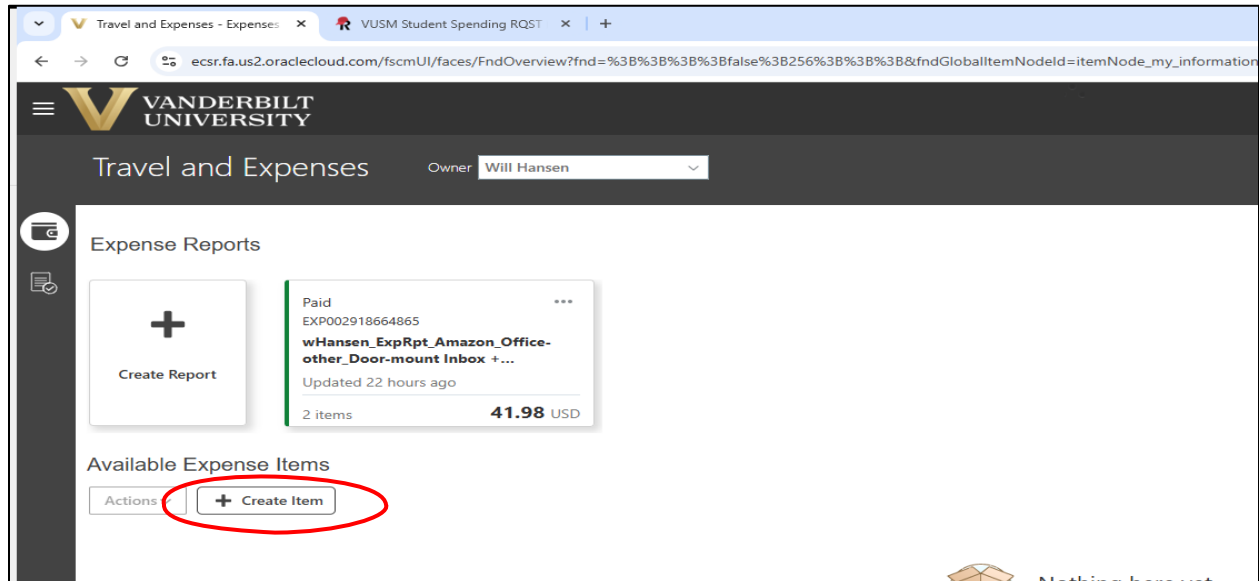 Travel and Expenses - Expenses
VUSM Student Spending RQST
ecsr.fa.us2.oraclecloud.com/fscmUI/faces/FndOverview?fnd=%3B%3B%3B%3Bfalse%3B256%3B%3B%3B&fndGlobalItemNodeId=itemNode_my_information
VANDERBILT
UNIVERSITY
Travel and Expenses
Owner Will Hansen
Expense Reports
Create Report
Paid
EXP002918664865
wHansen_ExpRpt_Amazon_Office-
other_Door-mount Inbox +...
Updated 22 hours ago
2 items 41.98 USD
Available Expense Items
Actions + Create Item